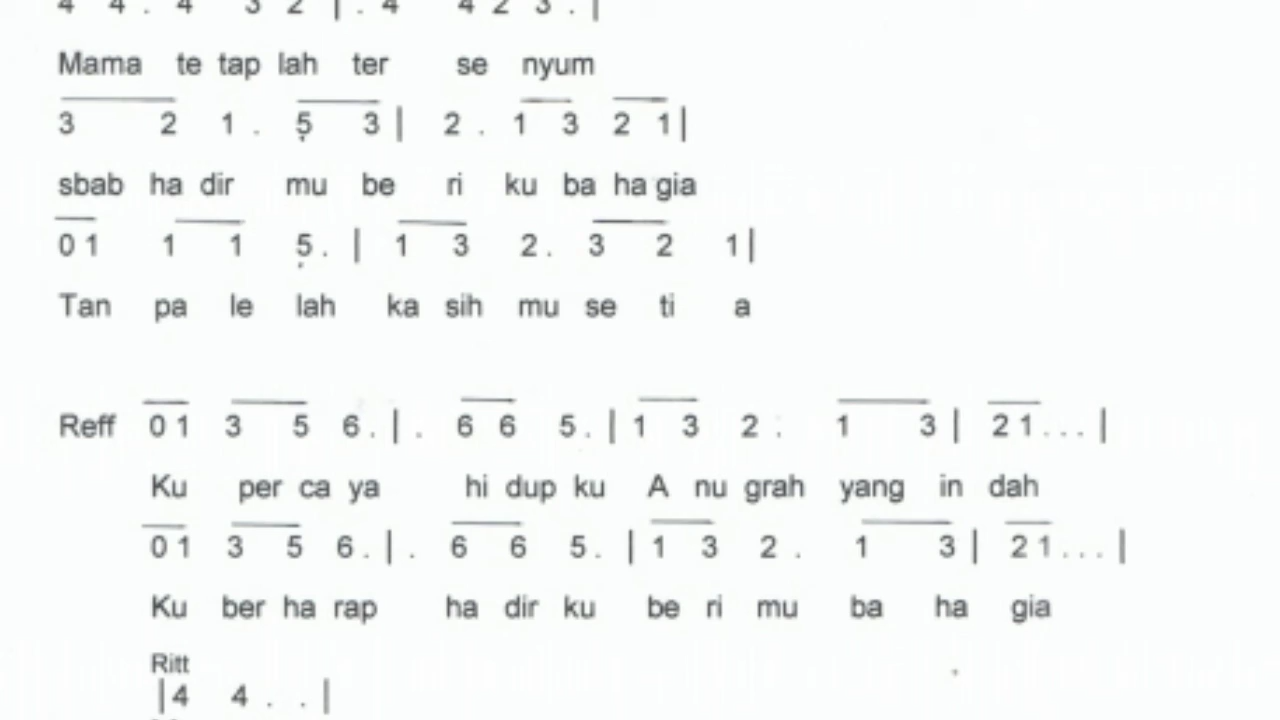 4 4 . 4 3 2 | . 4 4 2 3 . |
Mama te tap lah ter se nyum
3 2 1 . 5̣ 3 | 2 . 1 3 2 1 |
sbab ha dir mu be ri ku ba ha gia
0 1 1 1 5̣ . | 1 3 2 . 3 2 1 |
Tan pa le lah ka sih mu se ti a
Reff 0 1 3 5 6 . | . 6 6 5 . | 1 3 2 . 1 3 | 2 1 . . . |
Ku per ca ya hi dup ku A nu grah yang in dah
0 1 3 5 6 . | . 6 6 5 . | 1 3 2 . 1 3 | 2 1 . . . |
Ku ber ha rap ha dir ku be ri mu ba ha gia
Ritt
| 4 4 . . |